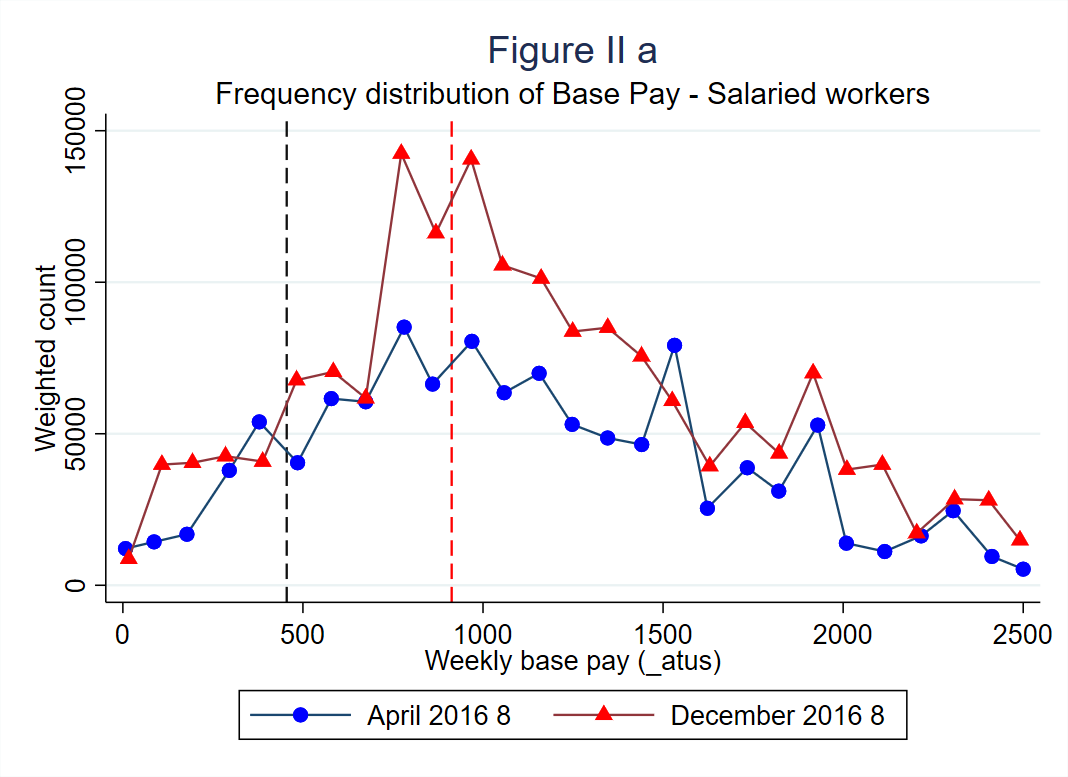 Figure II a
Frequency distribution of Base Pay - Salaried workers
Weighted count
150000
100000
50000
0
0 500 1000 1500 2000 2500
Weekly base pay (_atus)
April 2016 8 December 2016 8